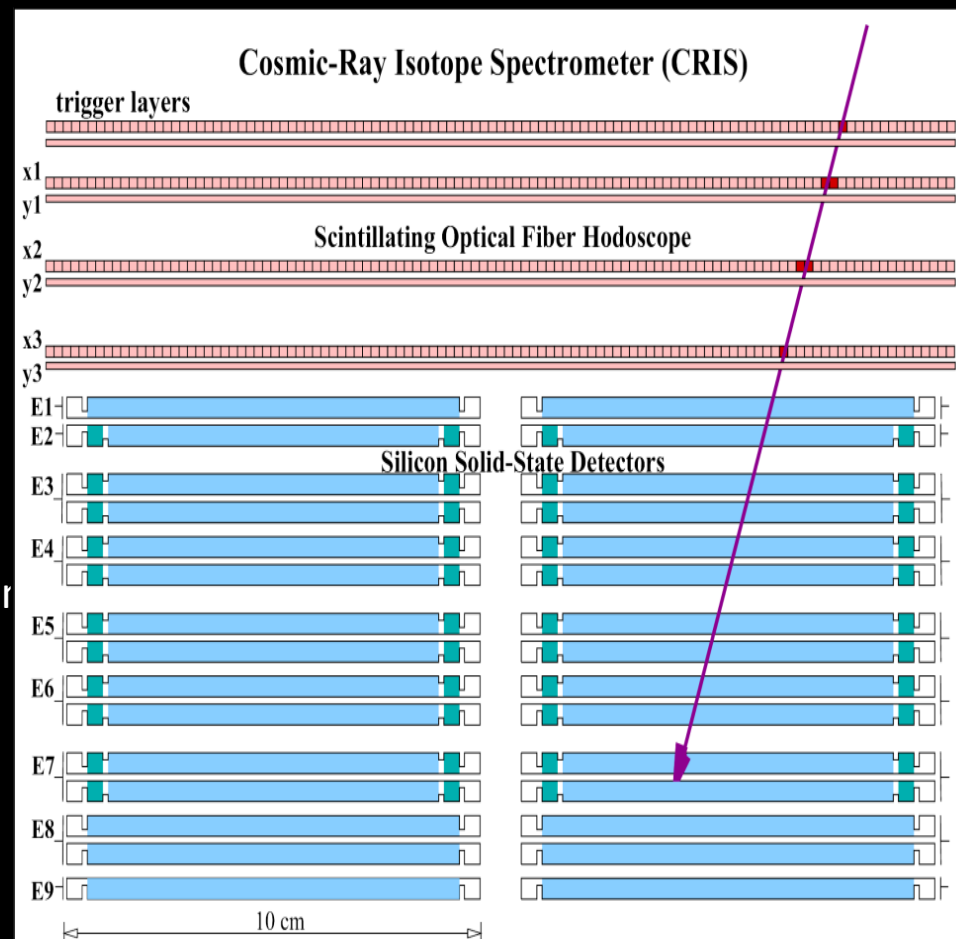 Cosmic-Ray Isotope Spectrometer (CRIS)
trigger layers
x1
y1
Scintillating Optical Fiber Hodoscope
x2
y2
x3
y3
E1
E2
Silicon Solid-State Detectors
E3
E4
E5
E6
E7
E8
E9
10 cm